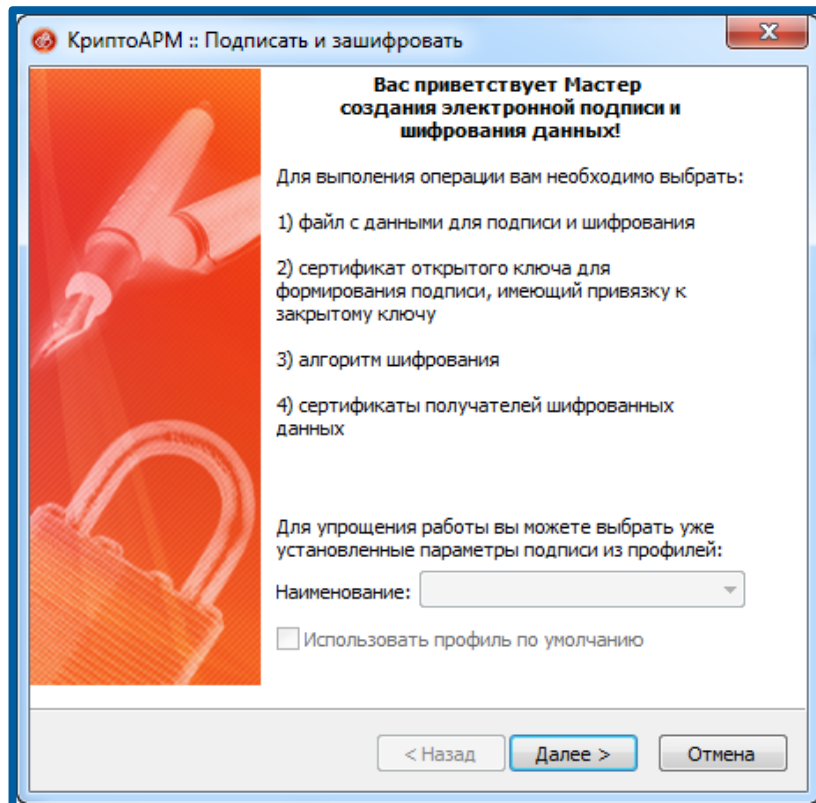 КриптоАРМ :: Подписать и зашифровать
Вас приветствует Мастер
создания электронной подписи и
шифрования данных!
Для выполения операции вам необходимо выбрать:
1) файл с данными для подписи и шифрования
2) сертификат открытого ключа для
формирования подписи, имеющий привязку к
закрытому ключу
3) алгоритм шифрования
4) сертификаты получателей шифрованных
данных
Для упрощения работы вы можете выбрать уже
установленные параметры подписи из профилей:
Наименование:
Использовать профиль по умолчанию
< Назад Далее > Отмена